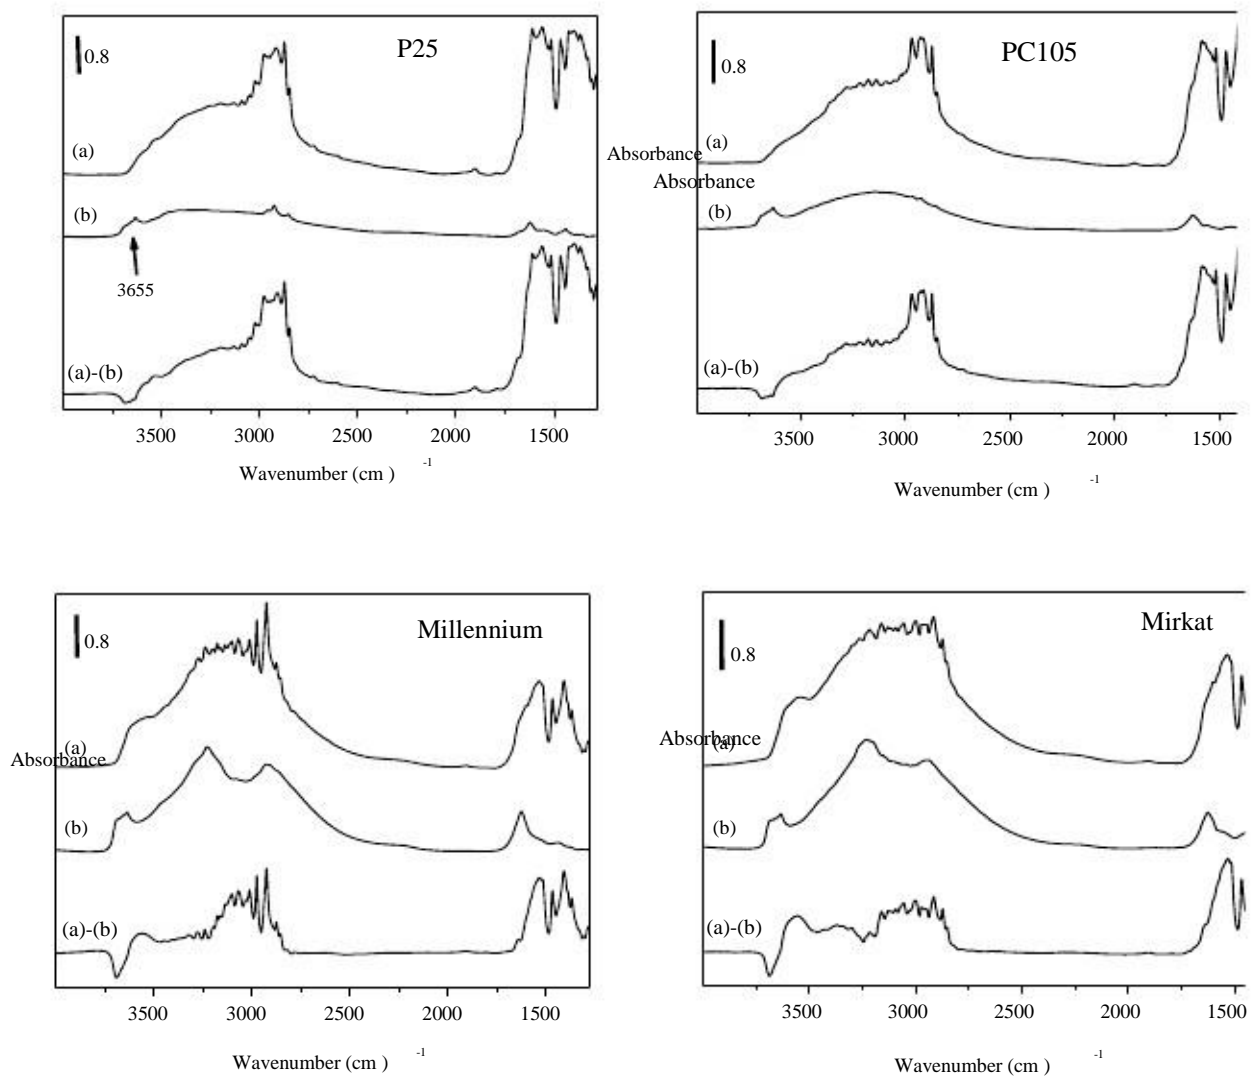 P25
0.8
(a)
(b)
3655
(a)-(b)
3500 3000 2500 2000 1500
Wavenumber (cm ) -1
PC105
0.8
(a)
Absorbance
Absorbance
(b)
(a)-(b)
3500 3000 2500 2000 1500
Wavenumber (cm ) -1
Millennium
0.8
(a)
Absorbance
(b)
(a)-(b)
3500 3000 2500 2000 1500
Wavenumber (cm ) -1
Mirkat
0.8
Absorbance
(a)
(b)
(a)-(b)
3500 3000 2500 2000 1500
Wavenumber (cm ) -1